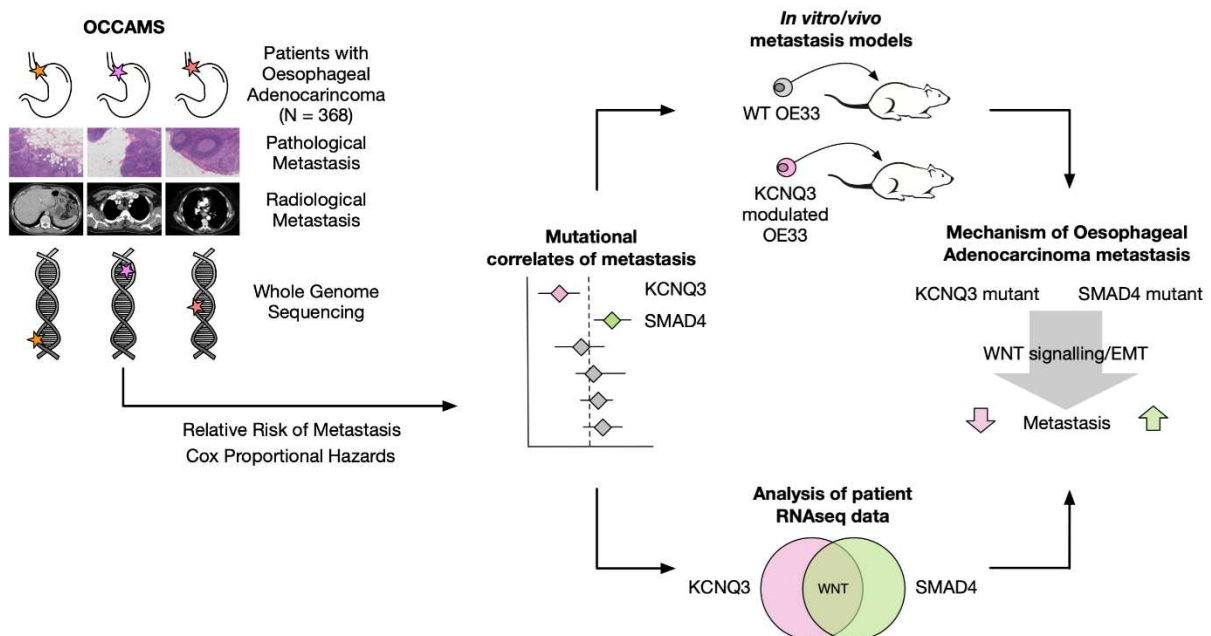 OCCAMS
Patients with
Oesophageal
Adenocarincoma
(N = 368)
Pathological
Metastasis
Radiological
Metastasis
Whole Genome
Sequencing
Relative Risk of Metastasis
Cox Proportional Hazards
Mutational
correlates of metastasis
KCNQ3
SMAD4
In vitro/vivo
metastasis models
WT OE33
KCNQ3
modulated
OE33
Analysis of patient
RNAseq data
KCNQ3
WNT
SMAD4
Mechanism of Oesophageal
Adenocarcinoma metastasis
KCNQ3 mutant
SMAD4 mutant
WNT signalling/EMT
Metastasis